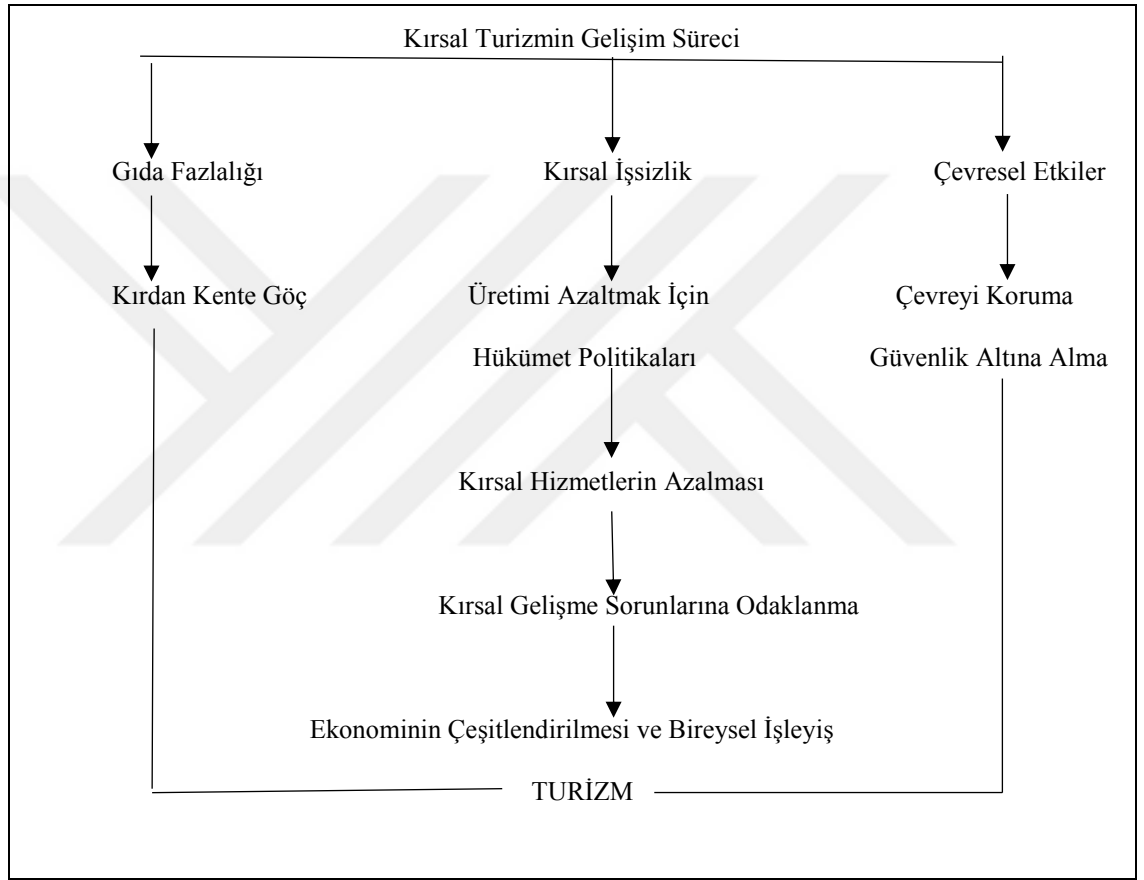 Kırsal Turizmin Gelişim Süreci
Gıda Fazlalığı
Kırsal İşsizlik
Çevresel Etkiler
Kırdan Kente Göç
Üretimi Azaltmak İçin
Çevreyi Koruma
Hükümet Politikaları
Güvenlik Altına Alma
Kırsal Hizmetlerin Azalması
Kırsal Gelişme Sorunlarına Odaklanma
Ekonominin Çeşitlendirilmesi ve Bireysel İşleyiş
TURİZM